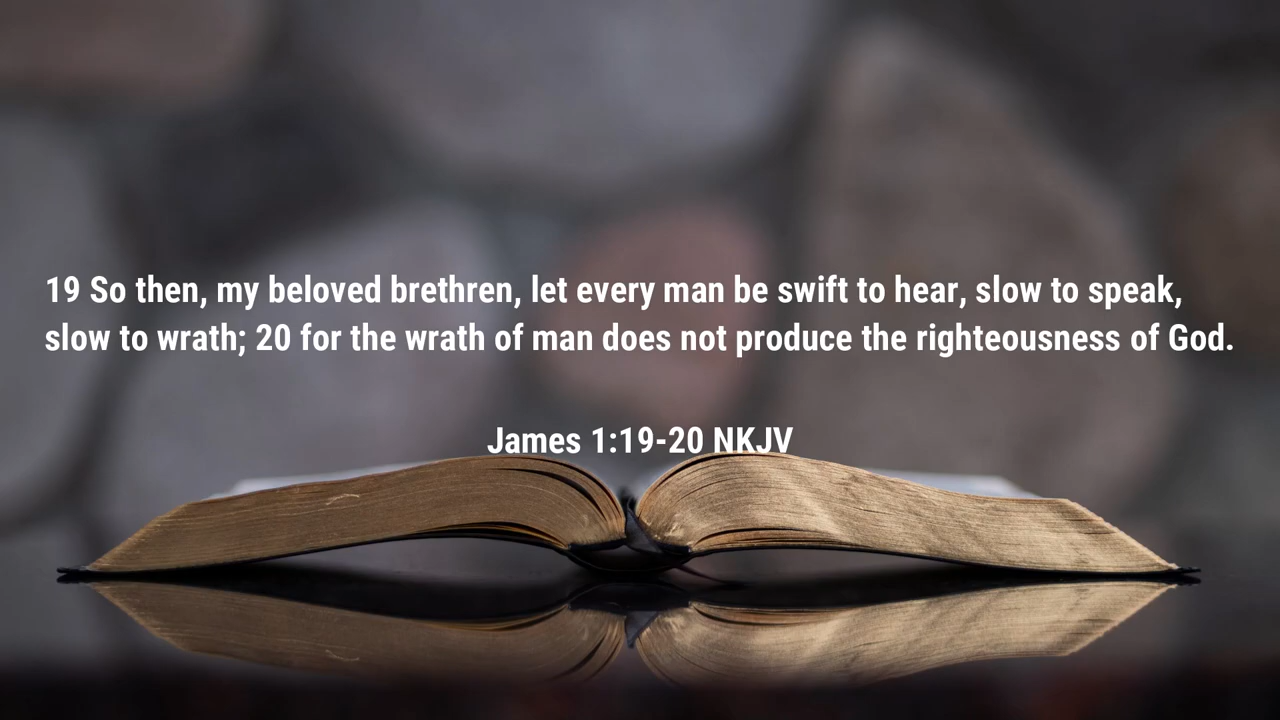 19 So then, my beloved brethren, let every man be swift to hear, slow to speak,
slow to wrath; 20 for the wrath of man does not produce the righteousness of God.
James 1:19-20 NKJV